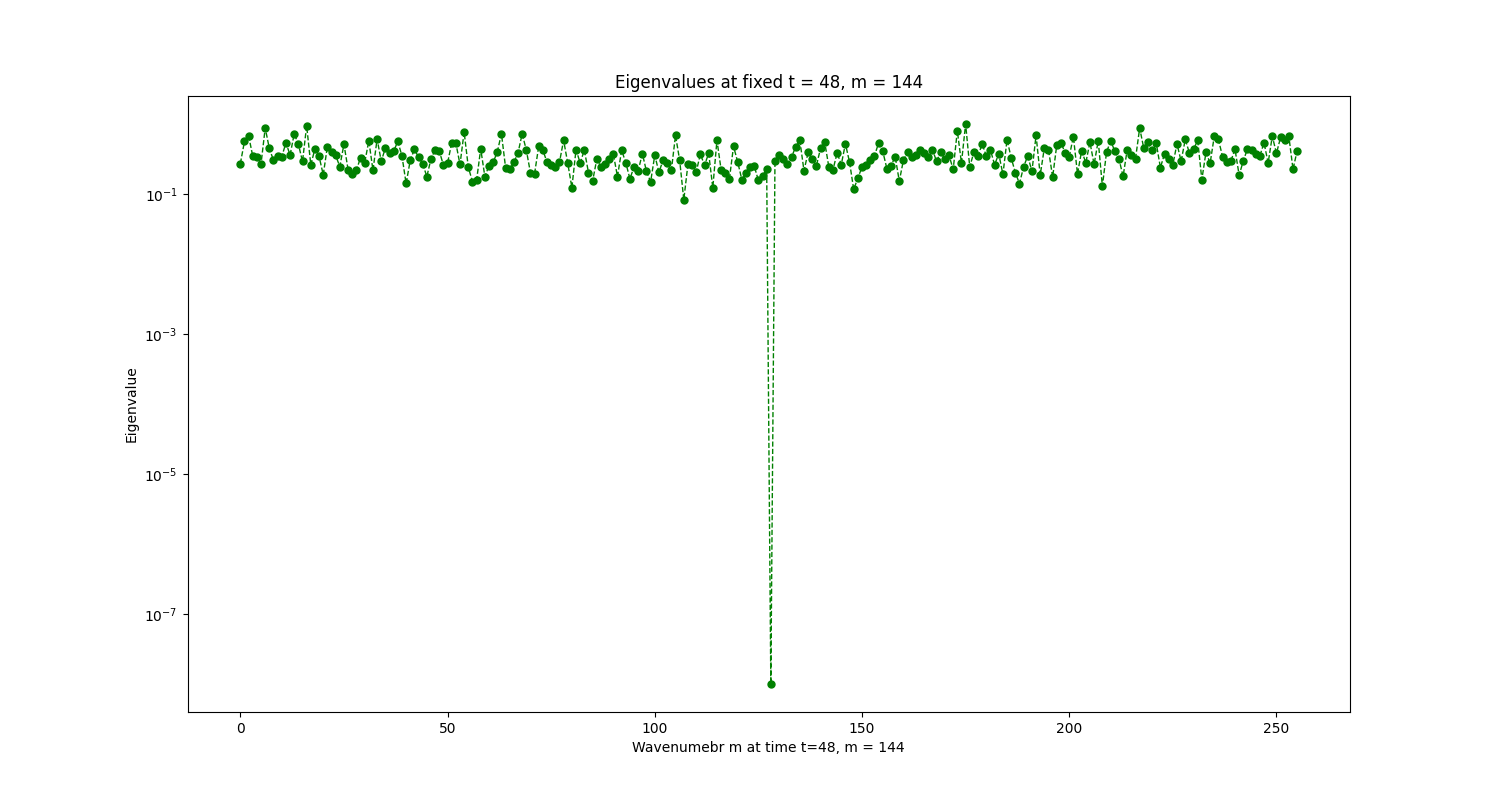 Eigenvalues at fixed t = 48, m = 144
10⁻¹
10⁻³
10⁻⁵
10⁻⁷
Eigenvalue
0 50 100 150 200 250
Wavenumebr m at time t=48, m = 144